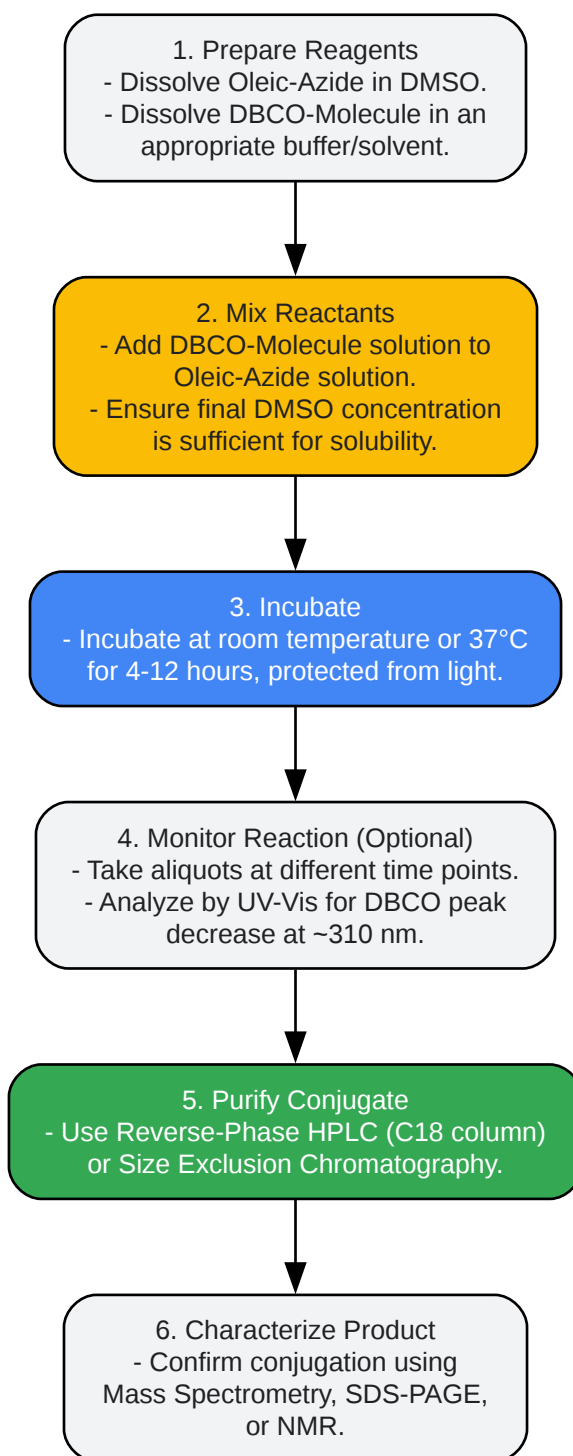 1. Prepare Reagents
- Dissolve Oleic-Azide in DMSO.
- Dissolve DBCO-Molecule in an
appropriate buffer/solvent.
2. Mix Reactants
- Add DBCO-Molecule solution to
Oleic-Azide solution.
- Ensure final DMSO concentration
is sufficient for solubility.
3. Incubate
- Incubate at room temperature or 37°C
for 4-12 hours, protected from light.
4. Monitor Reaction (Optional)
- Take aliquots at different time points.
- Analyze by UV-Vis for DBCO peak
decrease at ~310 nm.
5. Purify Conjugate
- Use Reverse-Phase HPLC (C18 column)
or Size Exclusion Chromatography.
6. Characterize Product
- Confirm conjugation using
Mass Spectrometry, SDS-PAGE,
or NMR.